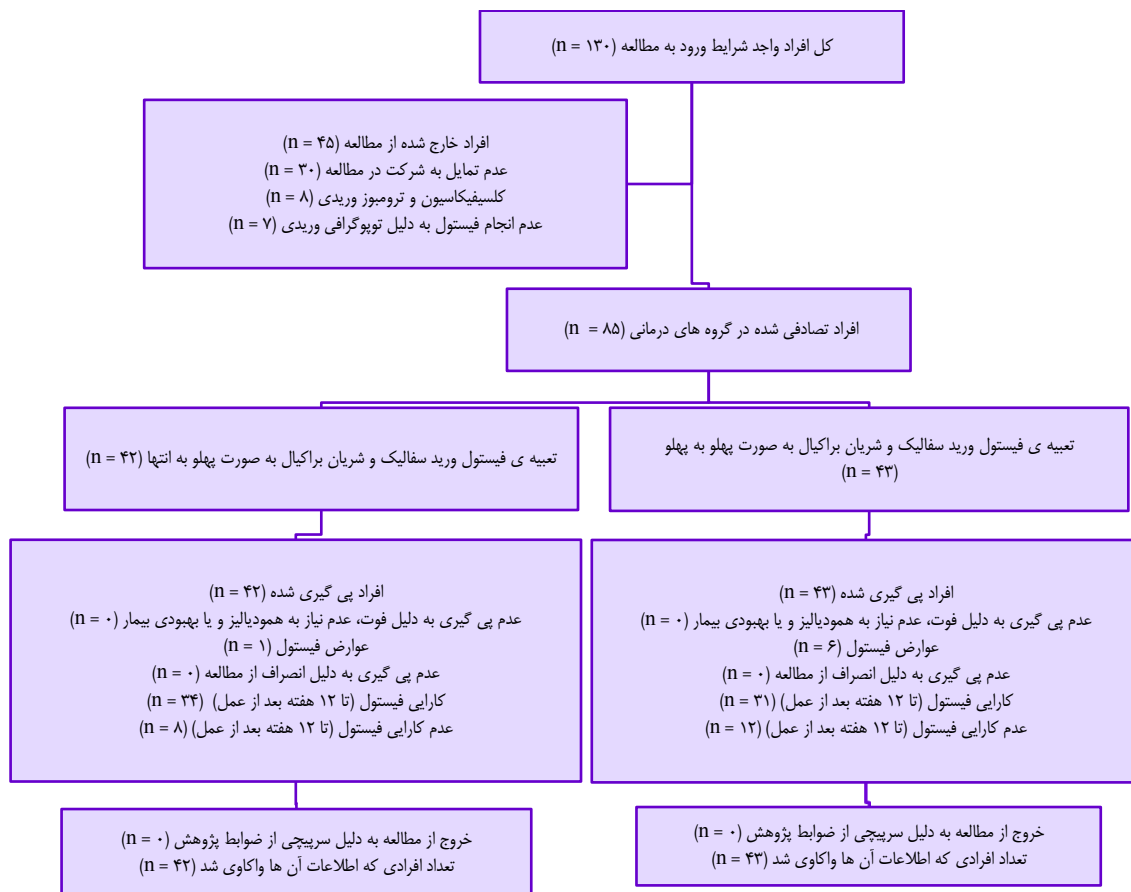 کل افراد واجد شرایط ورود به مطالعه (n = ۱۳۰)
افراد خارج شده از مطالعه (n = ۴۵)
عدم تمایل به شرکت در مطالعه (n = ۳۰)
کلسیفیکاسیون و ترومبوز وریدی (n = ۸)
عدم انجام فیستول به دلیل توپوگرافی وریدی (n = ۷)
افراد تصادفی شده در گروه های درمانی (n = ۸۵)
تعبیه ی فیستول ورید سفالیک و شریان براکیال به صورت پهلو به پهلو
(n = ۴۳)
تعبیه ی فیستول ورید سفالیک و شریان براکیال به صورت پهلو به انتها (n = ۴۲)
افراد پی گیری شده (n = ۴۳)
عدم پی گیری به دلیل فوت، عدم نیاز به همودیالیز و یا بهبودی بیمار (n = ۰)
عوارض فیستول (n = ۶)
عدم پی گیری به دلیل انصراف از مطالعه (n = ۰)
کارایی فیستول (تا ۱۲ هفته بعد از عمل) (n = ۳۱)
عدم کارایی فیستول (تا ۱۲ هفته بعد از عمل) (n = ۱۲)
افراد پی گیری شده (n = ۴۲)
عدم پی گیری به دلیل فوت، عدم نیاز به همودیالیز و یا بهبودی بیمار (n = ۰)
عوارض فیستول (n = ۱)
عدم پی گیری به دلیل انصراف از مطالعه (n = ۰)
کارایی فیستول (تا ۱۲ هفته بعد از عمل) (n = ۳۴)
عدم کارایی فیستول (تا ۱۲ هفته بعد از عمل) (n = ۸)
خروج از مطالعه به دلیل سرپیچی از ضوابط پژوهش (n = ۰)
تعداد افرادی که اطلاعات آن ها واکاوی شد (n = ۴۳)
خروج از مطالعه به دلیل سرپیچی از ضوابط پژوهش (n = ۰)
تعداد افرادی که اطلاعات آن ها واکاوی شد (n = ۴۲)